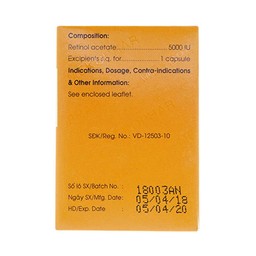 Composition:
Retinol acetate 5000 IU
Excipients q.s. for 1 capsule
Indications, Dosage, Contra-indications
& Other Information:
See enclosed leaflet.
SĐK/Reg. No.: VD-12503-10
Số lô SX/Batch No. : 18003AN
Ngày SX/Mfg. Date : 05/04/18
HD/Exp. Date : 05/04/20